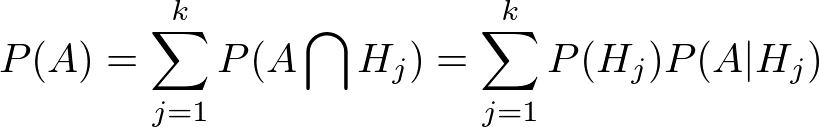 $P(A) = \sum_{j=1}^{k} P(A \bigcap H_j) = \sum_{j=1}^{k} P(H_j)P(A|H_j)$